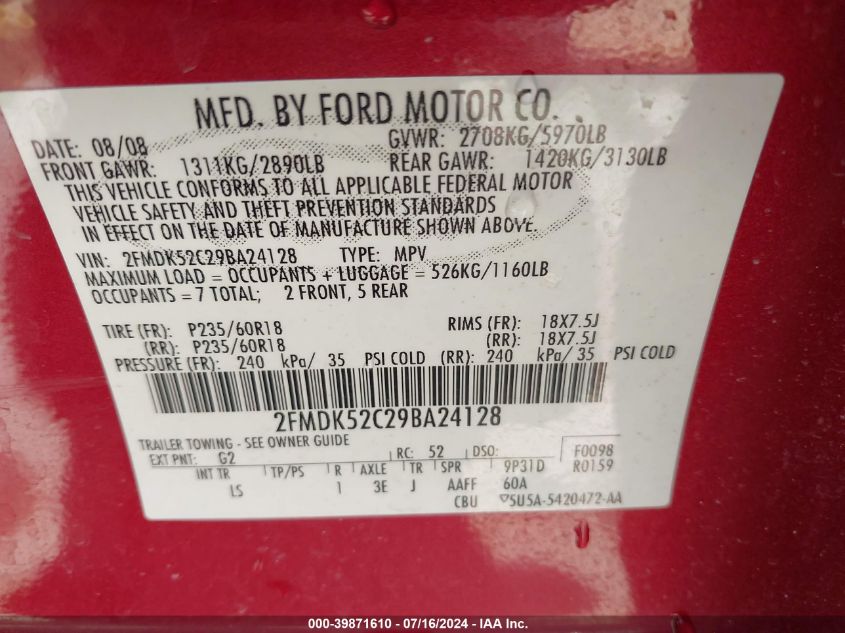 MFD. BY FORD MOTOR CO.
DATE: 08/08 GVWR: 2708KG/5970LB
FRONT GAWR: 1311KG/2890LB REAR GAWR: 1420KG/3130LB
THIS VEHICLE CONFORMS TO ALL APPLICABLE FEDERAL MOTOR
VEHICLE SAFETY AND THEFT PREVENTION STANDARDS
IN EFFECT ON THE DATE OF MANUFACTURE SHOWN ABOVE.
VIN: 2FMDK52C29BA24128 TYPE: MPV
MAXIMUM LOAD = OCCUPANTS + LUGGAGE = 526KG/1160LB
OCCUPANTS = 7 TOTAL; 2 FRONT, 5 REAR
TIRE (FR): P235/60R18 RIMS (FR): 18X7.5J
(RR): P235/60R18 (RR): 18X7.5J
PRESSURE (FR): 240 kPa/ 35 PSI COLD (RR): 240 kPa/ 35 PSI COLD
2FMDK52C29BA24128
TRAILER TOWING - SEE OWNER GUIDE
EXT PNT: G2 RC: 52 DSO: F0098
INT TR TP/PS R AXLE TR SPR 9P31D R0159
LS 1 3E J AAFF 60A
CBU ▽5U5A-5420472-AA
000-39871610 - 07/16/2024 - IAA Inc.